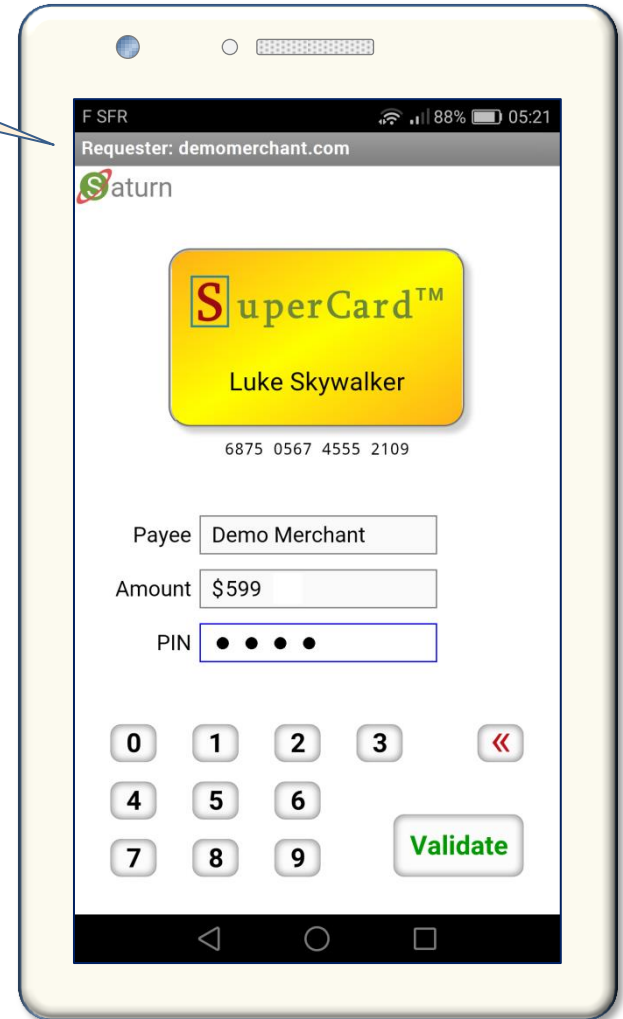 F SFR 88% 05:21
Requester: demomerchant.com
Saturn
SuperCard™
Luke Skywalker
6875 0567 4555 2109
Payee Demo Merchant
Amount $599
PIN ● ● ● ●
0 1 2 3 «
4 5 6
Validate
7 8 9